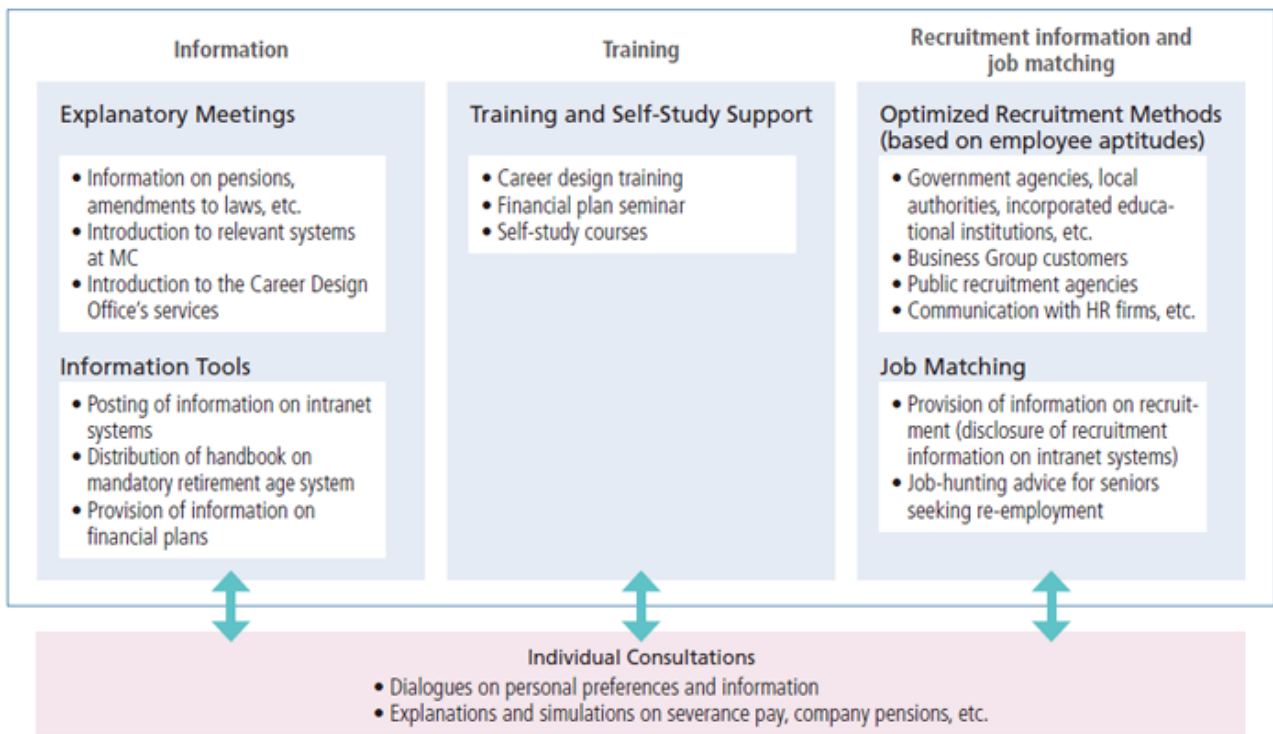 Information
Explanatory Meetings
• Information on pensions,
amendments to laws, etc.
• Introduction to relevant systems
at MC
• Introduction to the Career Design
Office's services
Information Tools
• Posting of information on intranet
systems
• Distribution of handbook on
mandatory retirement age system
• Provision of information on
financial plans
Training
Training and Self-Study Support
• Career design training
• Financial plan seminar
• Self-study courses
Recruitment information and
job matching
Optimized Recruitment Methods
(based on employee aptitudes)
• Government agencies, local
authorities, incorporated educa-
tional institutions, etc.
• Business Group customers
• Public recruitment agencies
• Communication with HR firms, etc.
Job Matching
• Provision of information on recruit-
ment (disclosure of recruitment
information on intranet systems)
• Job-hunting advice for seniors
seeking re-employment
Individual Consultations
• Dialogues on personal preferences and information
• Explanations and simulations on severance pay, company pensions, etc.